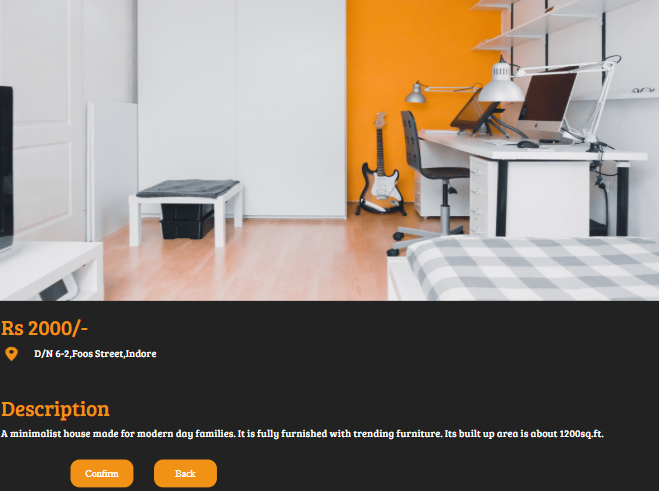 Rs 2000/-
D/N 6-2,Foos Street,Indore
Description
A minimalist house made for modern day families. It is fully furnished with trending furniture. Its built up area is about 1200sq.ft.
Confirm Back